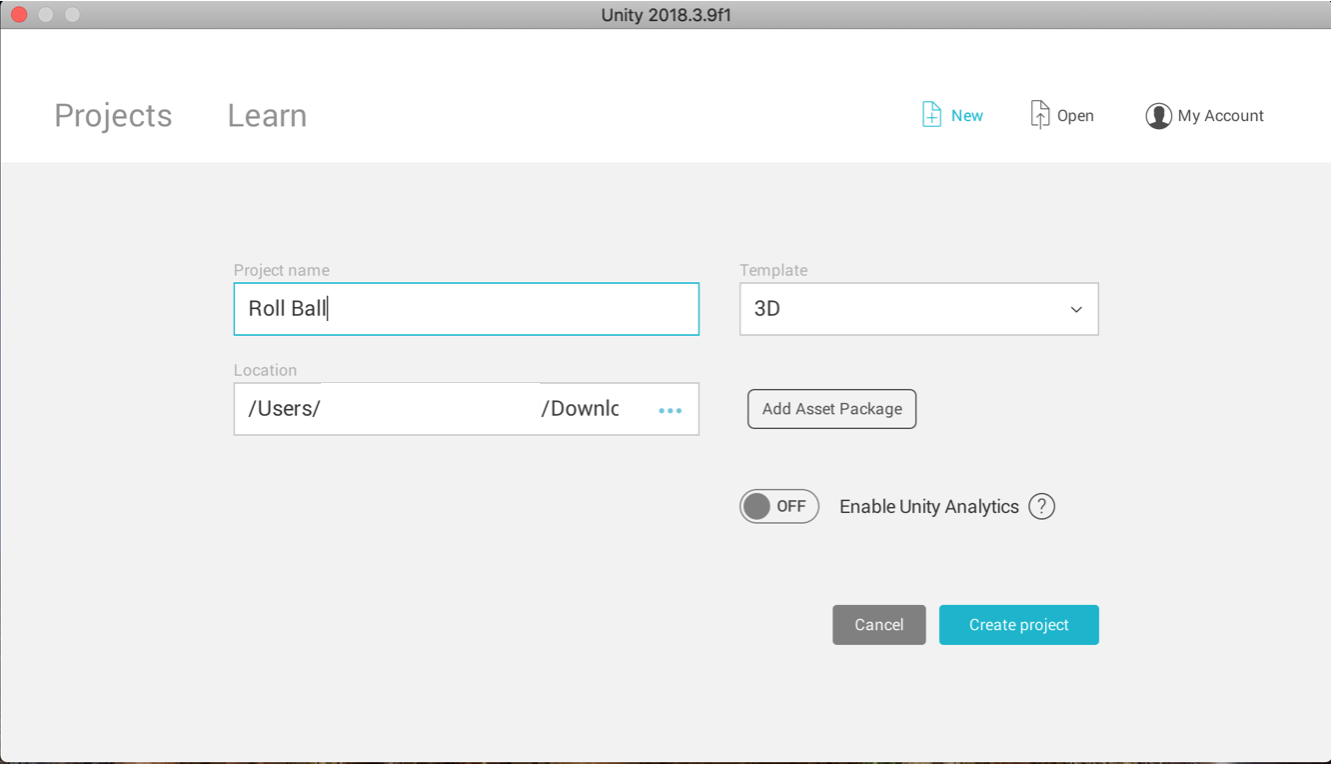 Unity 2018.3.9f1
Projects Learn New Open My Account
Project name Template
Roll Ball 3D
Location
/Users/ /Downlo ••• Add Asset Package
OFF Enable Unity Analytics ?
Cancel Create project